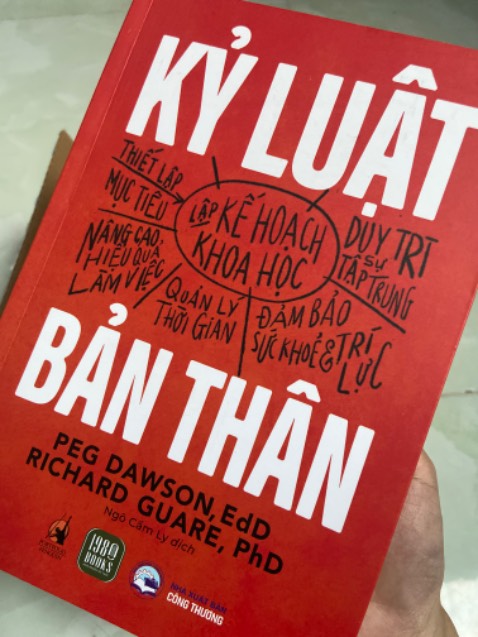 KỶ LUẬT
THIẾT LẬP
MỤC TIÊU
LẬP KẾ HOẠCH
KHOA HỌC
DUY TRÌ
SỰ
TẬP TRUNG
NÂNG CAO
HIỆU QUẢ
LÀM VIỆC
QUẢN LÝ
THỜI GIAN
ĐẢM BẢO
SỨC KHOẺ & TRÍ
LỰC
BẢN THÂN
PEG DAWSON, EdD
RICHARD GUARE, PhD
Ngô Cẩm Ly dịch
1980
BOOKS
NHÀ XUẤT BẢN
CÔNG THƯƠNG